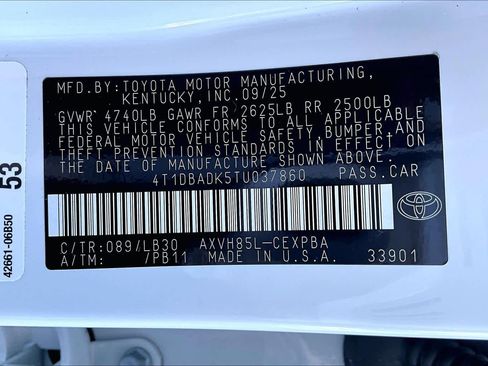 MFD.BY: TOYOTA MOTOR MANUFACTURING,
KENTUCKY, INC.09/25
GVWR 4740LB GAWR FR 2625LB RR 2500LB
THIS VEHICLE CONFORMS TO ALL APPLICABLE
FEDERAL MOTOR VEHICLE SAFETY, BUMPER, AND
THEFT PREVENTION STANDARDS IN EFFECT ON
THE DATE OF MANUFACTURE SHOWN ABOVE.
4T1DBADK5TU037860 PASS.CAR
C/TR:089/LB30 AXVH85L-CEXPBA
A/TM: /PB11 MADE IN U.S.A. 33901
TOYOTA
53
42661-06B50